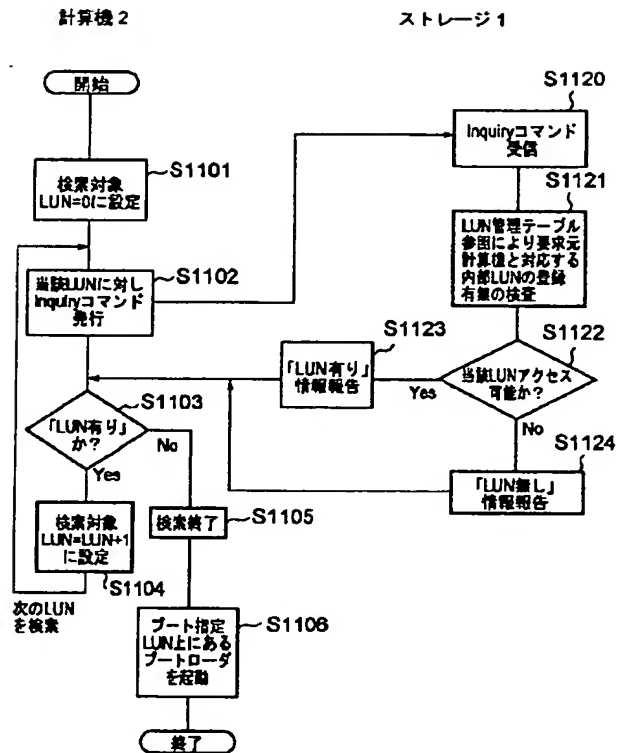 計算機2
ストレージ1
開始
検索対象
LUN=0に設定
S1101
当該LUNに対し
Inquiryコマンド
発行
S1102
「LUN有り」
か?
S1103
No
Yes
検索対象
LUN=LUN+1
に設定
S1104
次のLUN
を検索
検索終了
S1105
ブート指定
LUN上にある
ブートローダ
を起動
S1106
終了
Inquiryコマンド
受信
S1120
LUN管理テーブル
参照により要求元
計算機と対応する
内部LUNの登録
有無の検査
S1121
当該LUNアクセス
可能か?
S1122
Yes
No
「LUN有り」
情報報告
S1123
「LUN無し」
情報報告
S1124